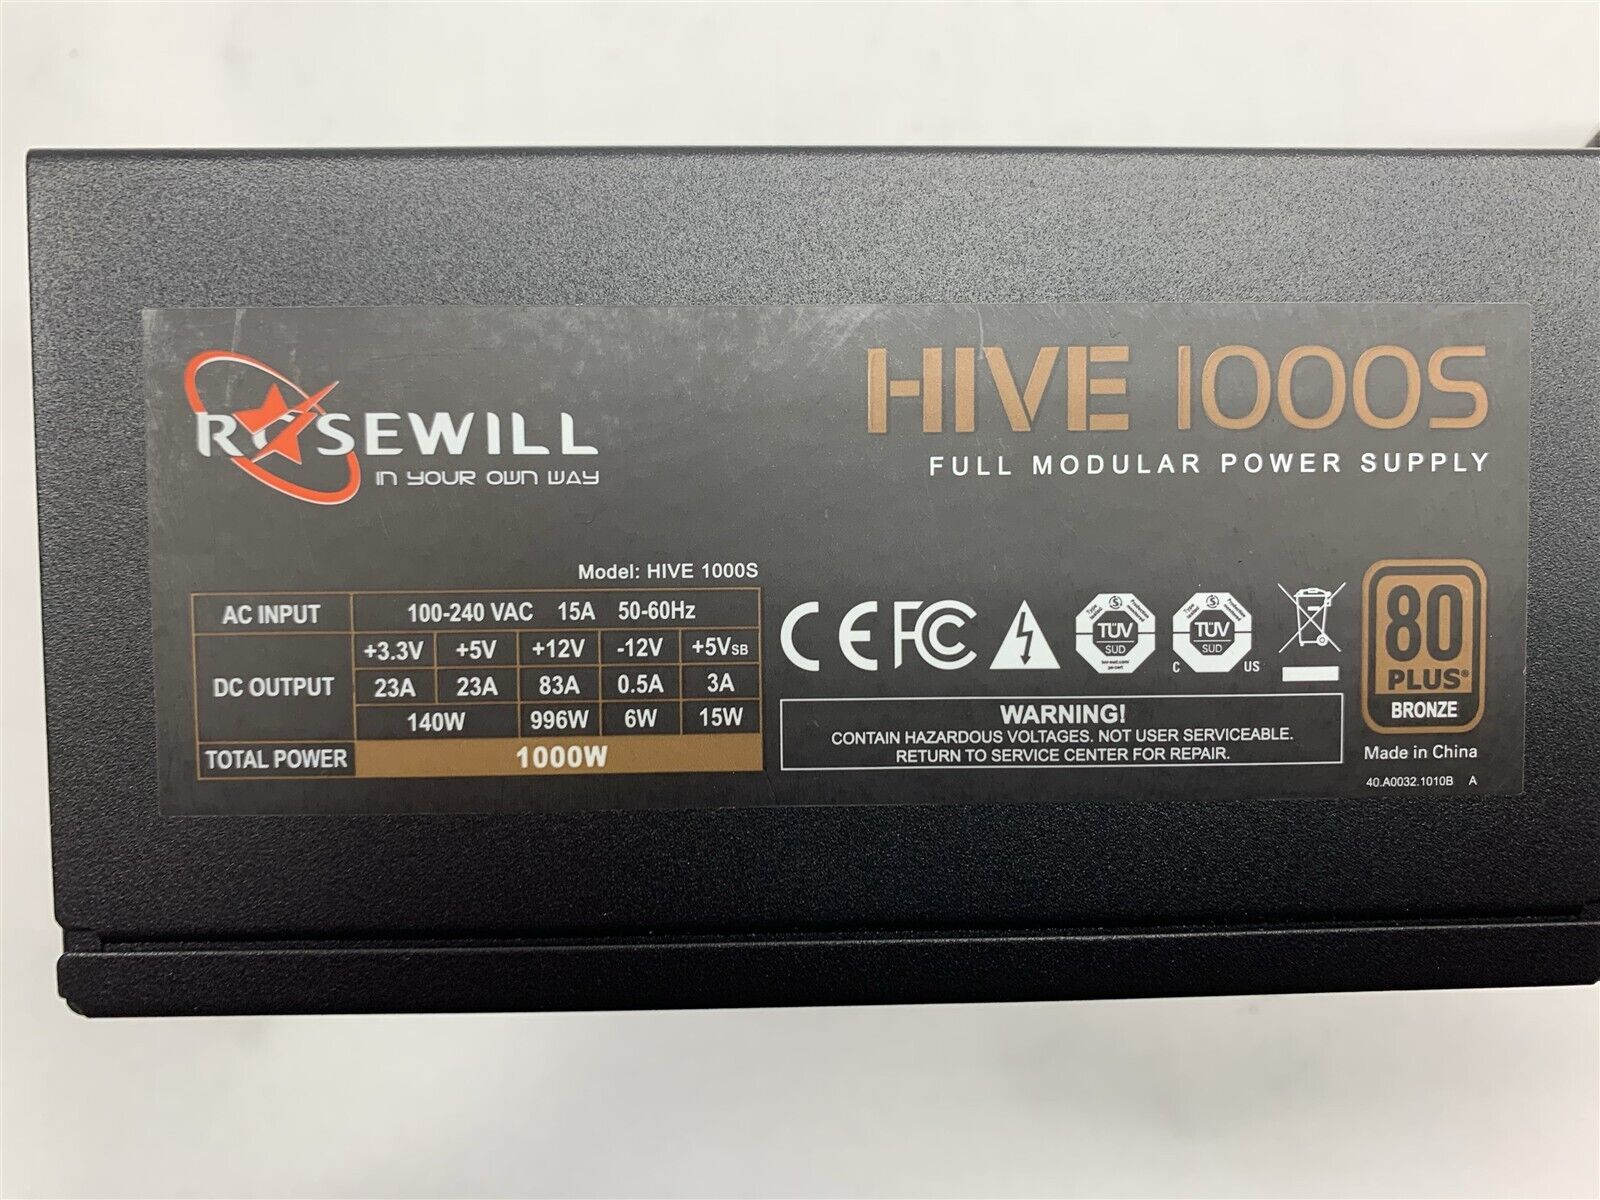 ROSEWILL
IN YOUR OWN WAY
HIVE 1000S
FULL MODULAR POWER SUPPLY
Model: HIVE 1000S
AC INPUT 100-240 VAC 15A 50-60Hz
DC OUTPUT
+3.3V +5V +12V -12V +5VSB
23A 23A 83A 0.5A 3A
140W 996W 6W 15W
TOTAL POWER 1000W
CE FC
TÜV
SUD
TÜV
SUD
C US
WARNING!
CONTAIN HAZARDOUS VOLTAGES. NOT USER SERVICEABLE.
RETURN TO SERVICE CENTER FOR REPAIR.
80
PLUS®
BRONZE
Made in China
40.A0032.1010B A